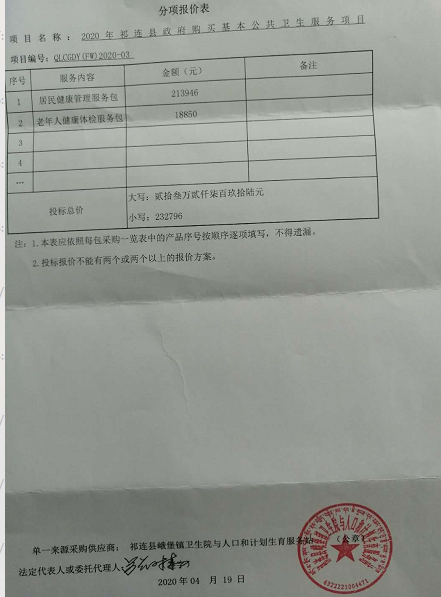 分项报价表
项目名称：2020年祁连县政府购买基本公共卫生服务项目
项目编号：QLCGDY(FW)2020-03
序号 服务内容 金额（元） 备注
1 居民健康管理服务包 213946
2 老年人健康体检服务包 18850
3
4
...
投标总价 大写：贰拾叁万贰仟柒百玖拾陆元
小写：232796
注：1.本表应依照每包采购一览表中的产品序号按顺序逐项填写，不得遗漏。
2.投标报价不能有两个或两个以上的报价方案。
单一来源采购供应商：祁连县峨堡镇卫生院与人口和计划生育服务站 （公章）
法定代表人或委托代理人：
2020年04月19日
6322221004471